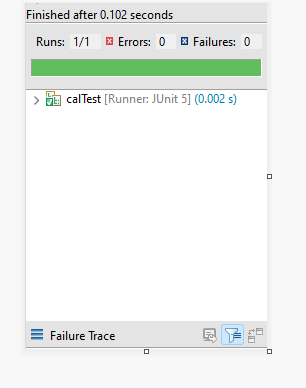 Finished after 0.102 seconds
Runs: 1/1 Errors: 0 Failures: 0
calTest [Runner: JUnit 5] (0.002 s)
Failure Trace